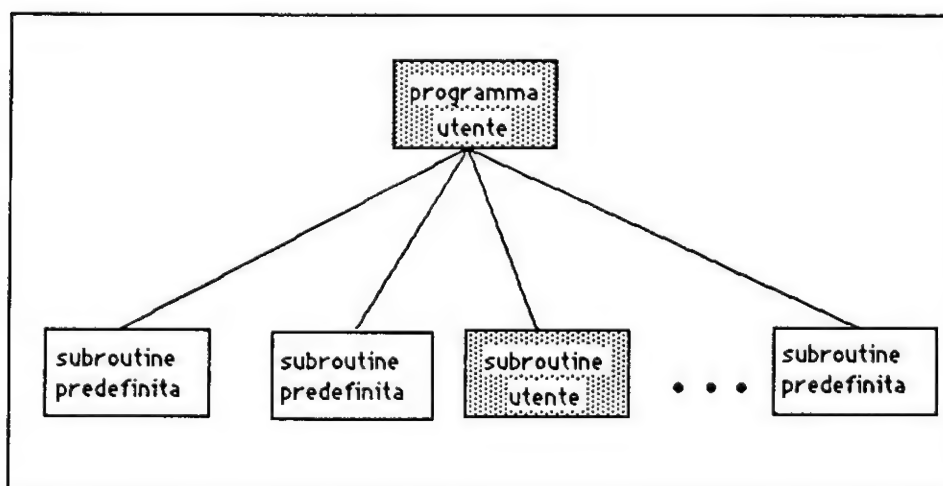 programma
utente
subroutine
predefinita
subroutine
predefinita
subroutine
utente
subroutine
predefinita